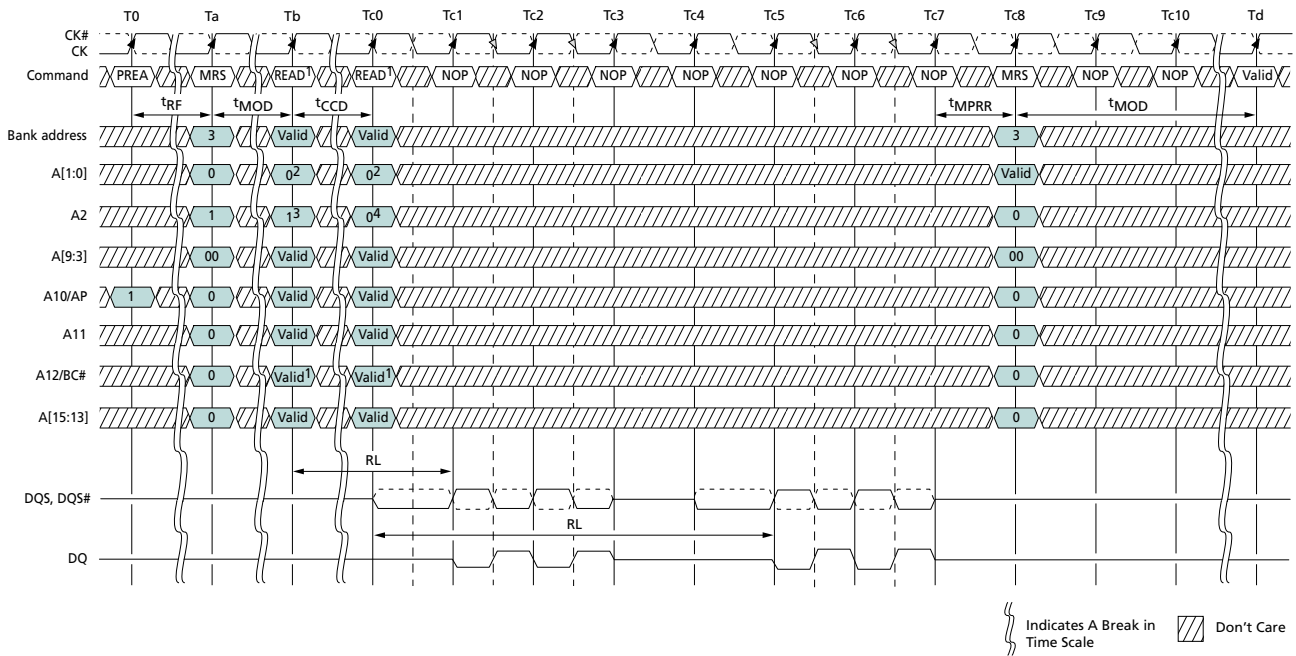 T0 Ta Tb Tc0 Tc1 Tc2 Tc3 Tc4 Tc5 Tc6 Tc7 Tc8 Tc9 Tc10 Td
CK#
CK
Command PREA MRS READ1 READ1 NOP NOP NOP NOP NOP NOP NOP MRS NOP NOP Valid
tRF tMOD tCCD tMPRR tMOD
Bank address 3 Valid Valid 3
A[1:0] 0 02 02 Valid
A2 1 13 04 0
A[9:3] 00 Valid Valid 00
A10/AP 1 0 Valid Valid 0
A11 0 Valid Valid 0
A12/BC# 0 Valid1 Valid1 0
A[15:13] 0 Valid Valid 0
RL
DQS, DQS#
RL
DQ
Indicates A Break in
Time Scale
Don't Care